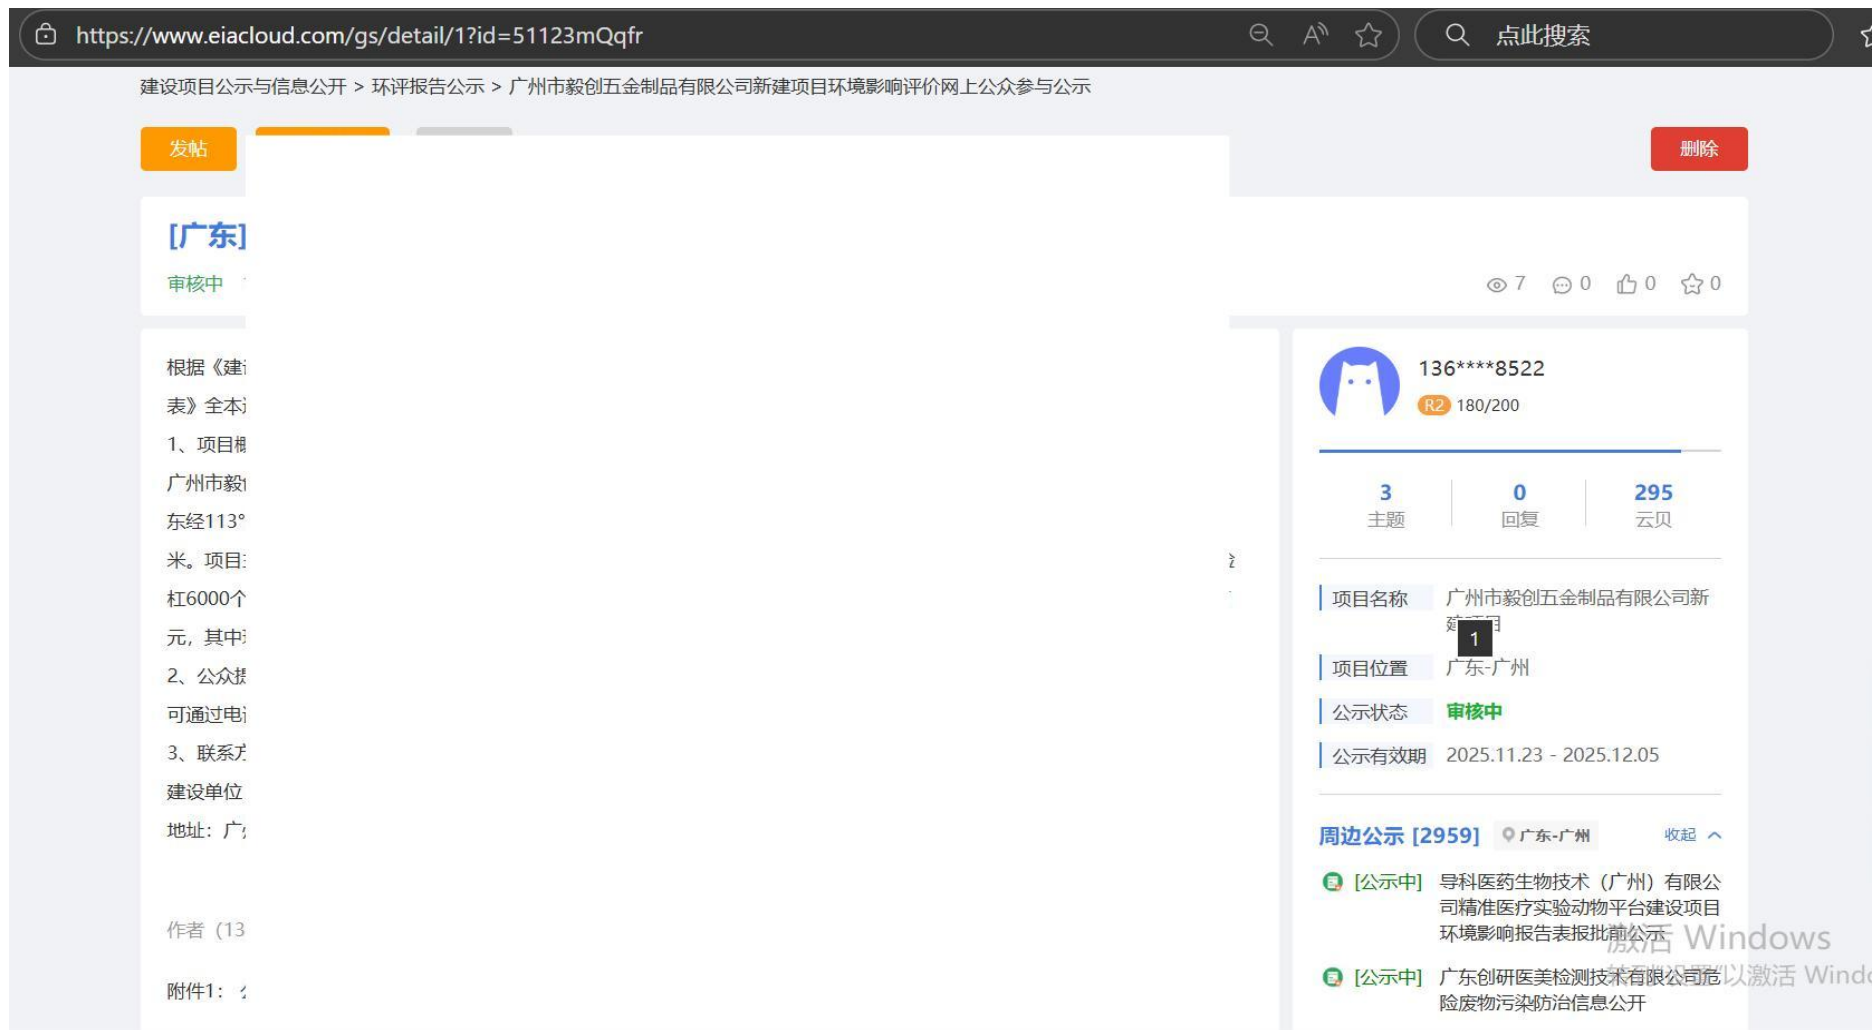 https://www.eiacloud.com/gs/detail/1?id=51123mQqfr
点此搜索
建设项目公示与信息公开 > 环评报告公示 > 广州市毅创五金制品有限公司新建项目环境影响评价网上公众参与公示
发帖
删除
[广东]
审核中
7 0 0 0
根据《建
表》全本
1、项目
广州市毅
东经113°
米。项目
杠6000个
元，其中
2、公众
可通过电
3、联系
建设单位
地址：广
作者（13
附件1：
136****8522
R2 180/200
3 0 295
主题 回复 云贝
项目名称 广州市毅创五金制品有限公司新
建项目
1
项目位置 广东-广州
公示状态 审核中
公示有效期 2025.11.23 - 2025.12.05
周边公示 [2959] 广东-广州 收起
[公示中] 导科医药生物技术（广州）有限公
司精准医疗实验动物平台建设项目
环境影响报告表报批前公示
[公示中] 广东创研医美检测技术有限公司危
险废物污染防治信息公开
激活 Windows
转到"设置"以激活 Windo